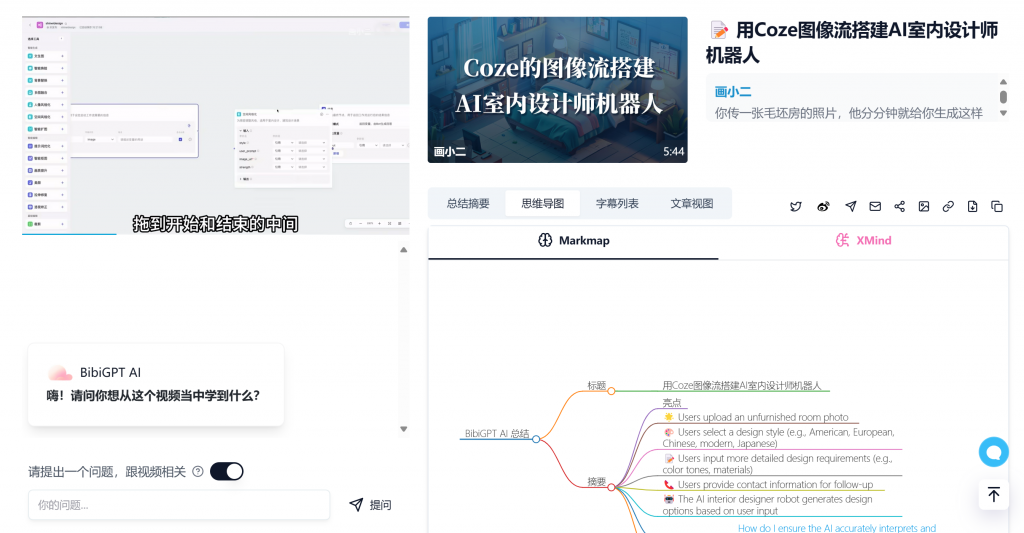 拖到开始和结束的中间
BibiGPT AI
嗨！请问你想从这个视频当中学到什么？
请提出一个问题，跟视频相关
你的问题...
提问
Coze的图像流搭建
AI室内设计师机器人
画小二
5:44
📝 用Coze图像流搭建AI室内设计师
机器人
画小二
你传一张毛坯房的照片，他分分钟就给你生成这样
总结摘要
思维导图
字幕列表
文章视图
Markmap
XMind
BibiGPT AI 总结
标题
用Coze图像流搭建AI室内设计师机器人
摘要
亮点
🌟 Users upload an unfurnished room photo
🎨 Users select a design style (e.g., American, European,
Chinese, modern, Japanese)
📝 Users input more detailed design requirements (e.g.,
color tones, materials)
📞 Users provide contact information for follow-up
The AI interior designer robot generates design
options based on user input
How do I ensure the AI accurately interprets and